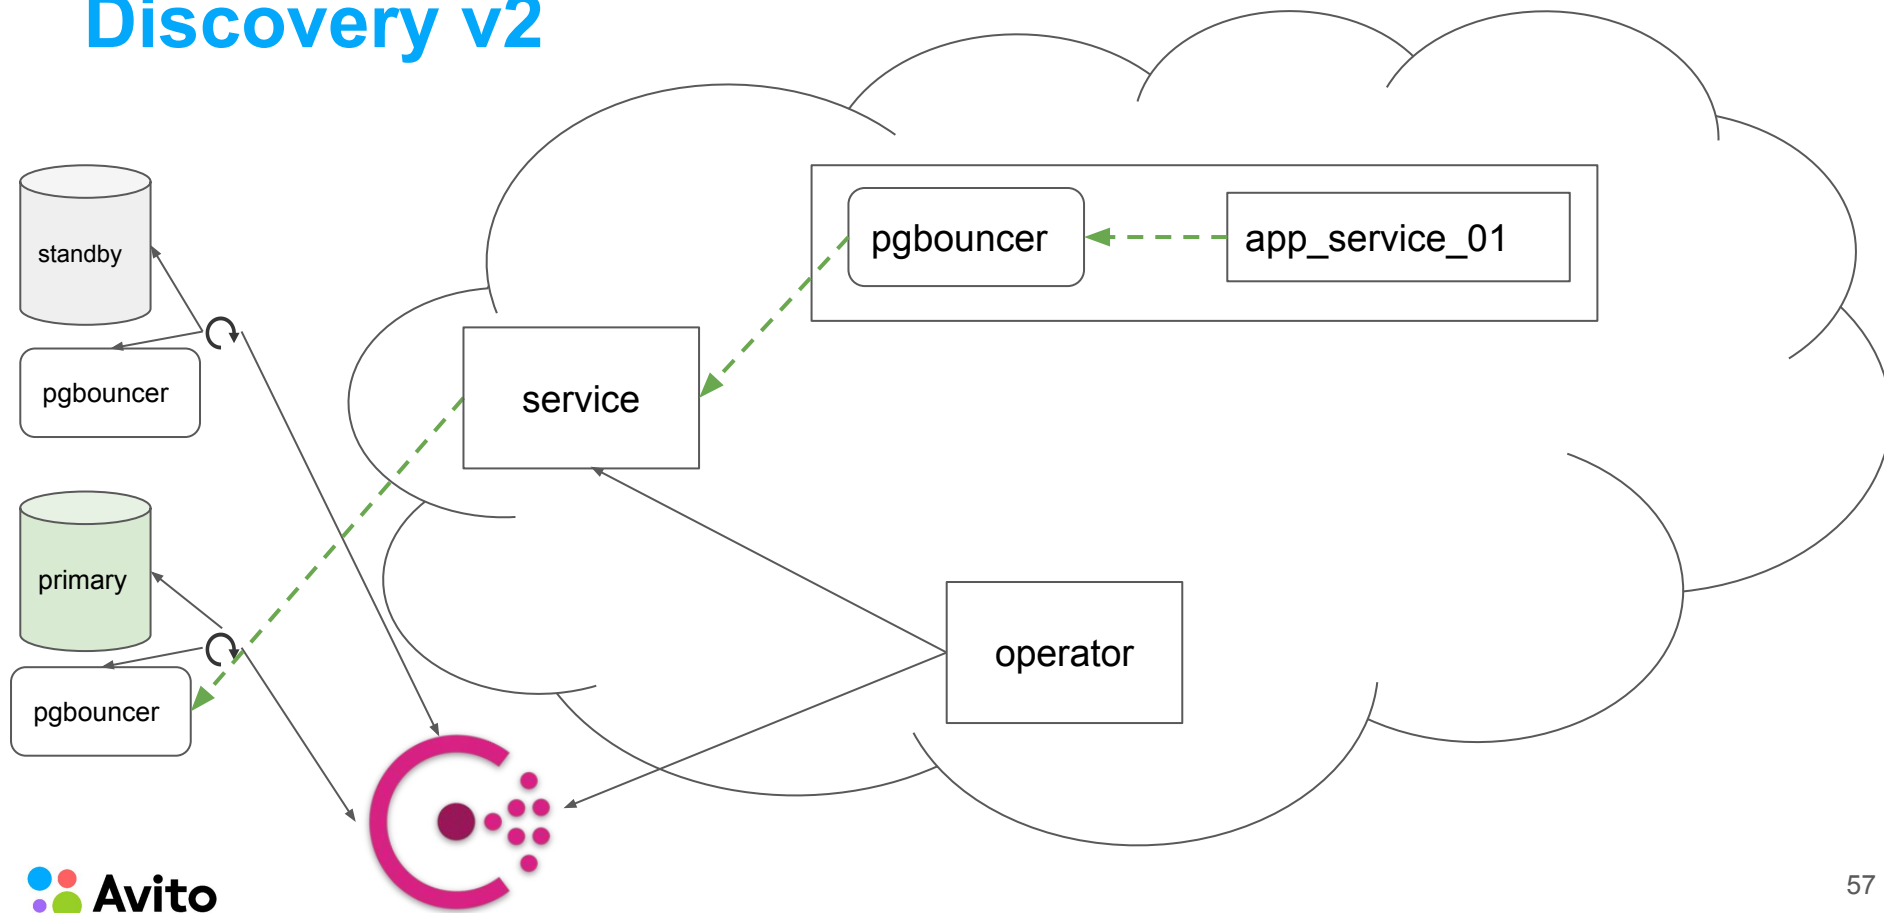 Discovery v2
standby
pgbouncer
app_service_01
pgbouncer
service
primary
operator
pgbouncer
Avito
57